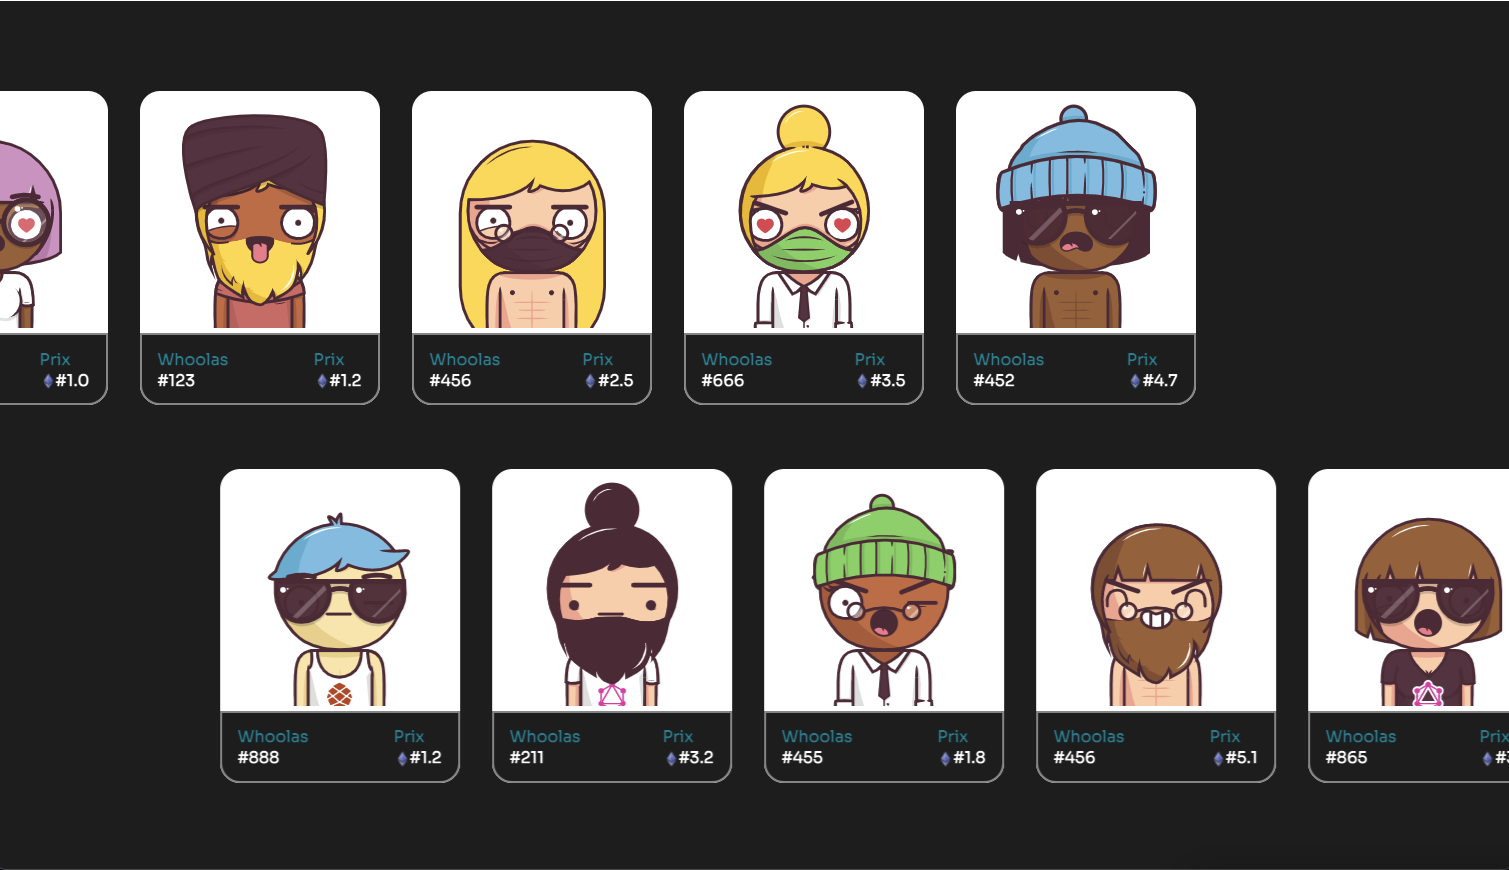 Prix
#1.0
Whoolas Prix
#123 #1.2
Whoolas Prix
#456 #2.5
Whoolas Prix
#666 #3.5
Whoolas Prix
#452 #4.7
Whoolas Prix
#888 #1.2
Whoolas Prix
#211 #3.2
Whoolas Prix
#455 #1.8
Whoolas Prix
#456 #5.1
Whoolas Prix
#865